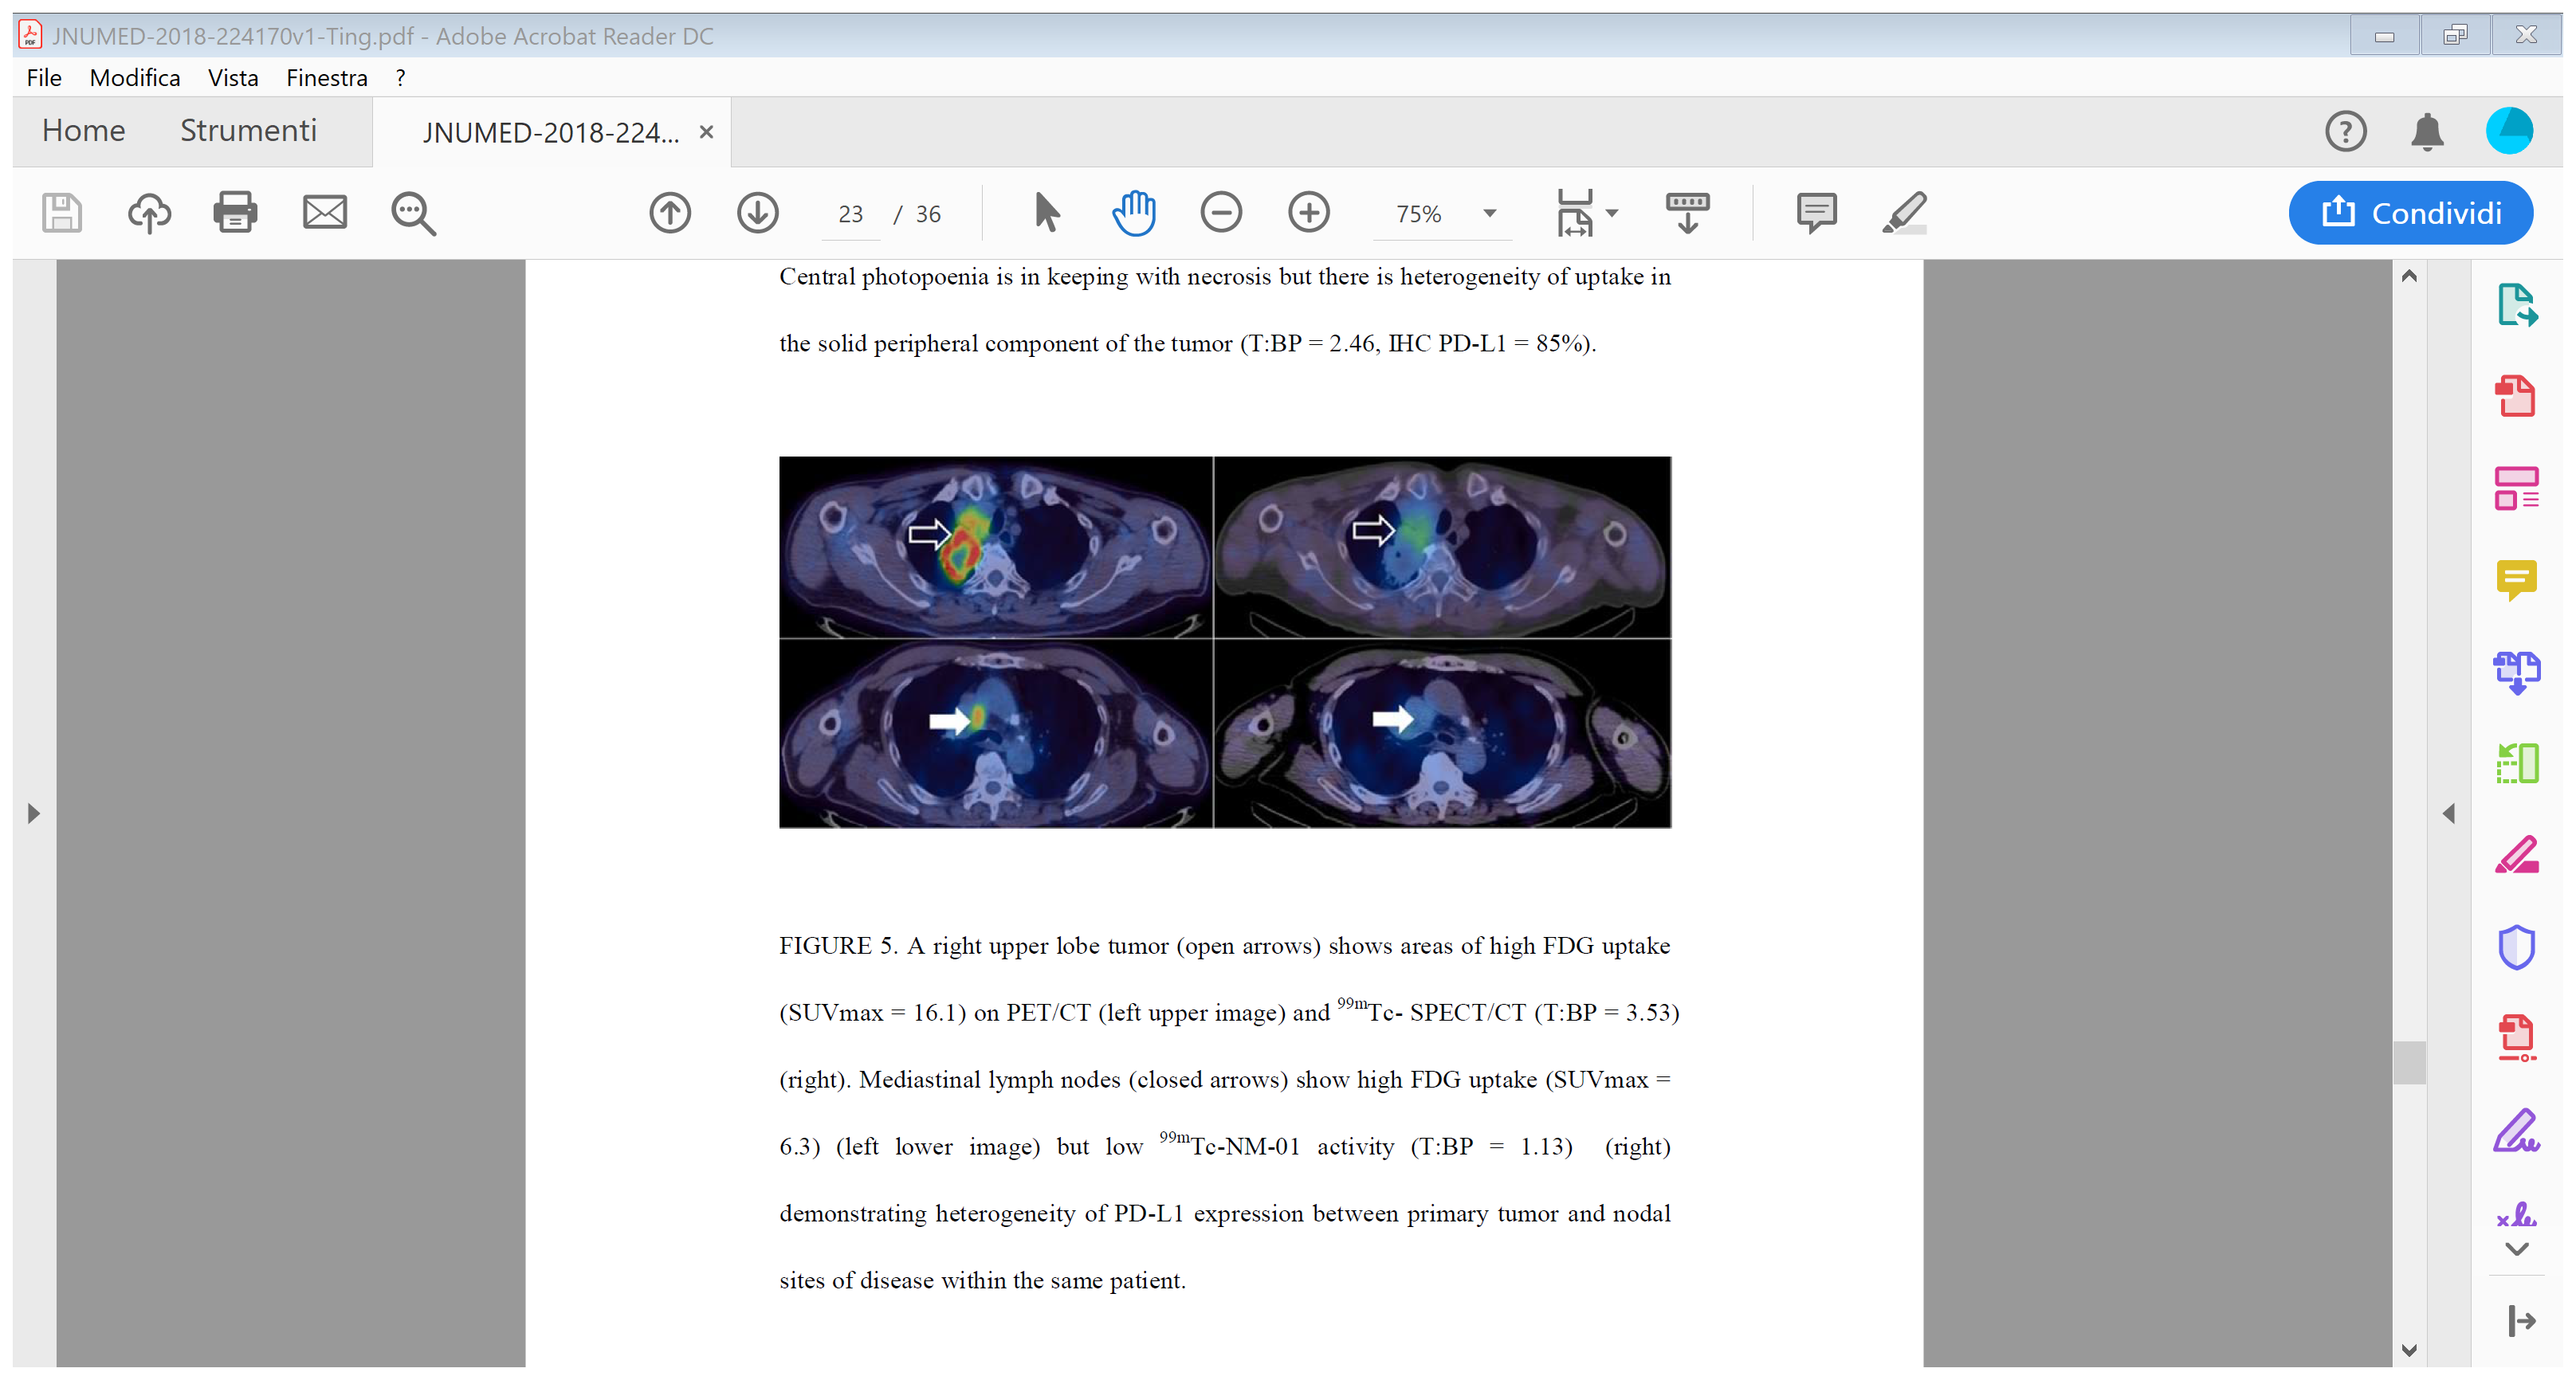 JNUMED-2018-224170v1-Ting.pdf - Adobe Acrobat Reader DC
File Modifica Vista Finestra ?
Home Strumenti JNUMED-2018-224... ×
23 / 36 75% Condividi
Central photopoenia is in keeping with necrosis but there is heterogeneity of uptake in
the solid peripheral component of the tumor (T:BP = 2.46, IHC PD-L1 = 85%).
FIGURE 5. A right upper lobe tumor (open arrows) shows areas of high FDG uptake
(SUVmax = 16.1) on PET/CT (left upper image) and 99mTc- SPECT/CT (T:BP = 3.53)
(right). Mediastinal lymph nodes (closed arrows) show high FDG uptake (SUVmax =
6.3) (left lower image) but low 99mTc-NM-01 activity (T:BP = 1.13) (right)
demonstrating heterogeneity of PD-L1 expression between primary tumor and nodal
sites of disease within the same patient.